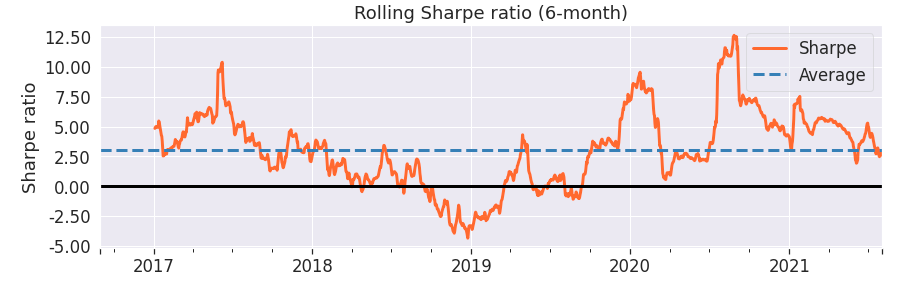 Rolling Sharpe ratio (6-month)
Sharpe ratio
12.50
10.00
7.50
5.00
2.50
0.00
-2.50
-5.00
Sharpe
Average
2017 2018 2019 2020 2021